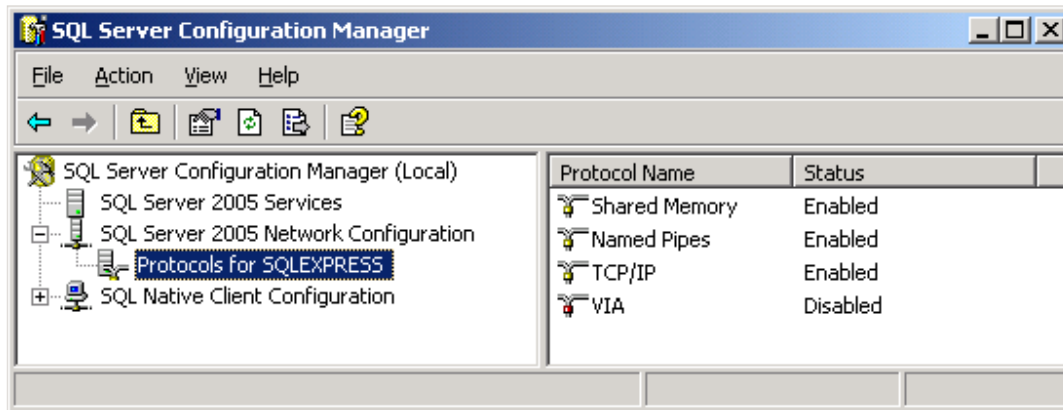 SQL Server Configuration Manager
File Action View Help
SQL Server Configuration Manager (Local)
SQL Server 2005 Services
SQL Server 2005 Network Configuration
Protocols for SQLEXPRESS
SQL Native Client Configuration
Protocol Name Status
Shared Memory Enabled
Named Pipes Enabled
TCP/IP Enabled
VIA Disabled